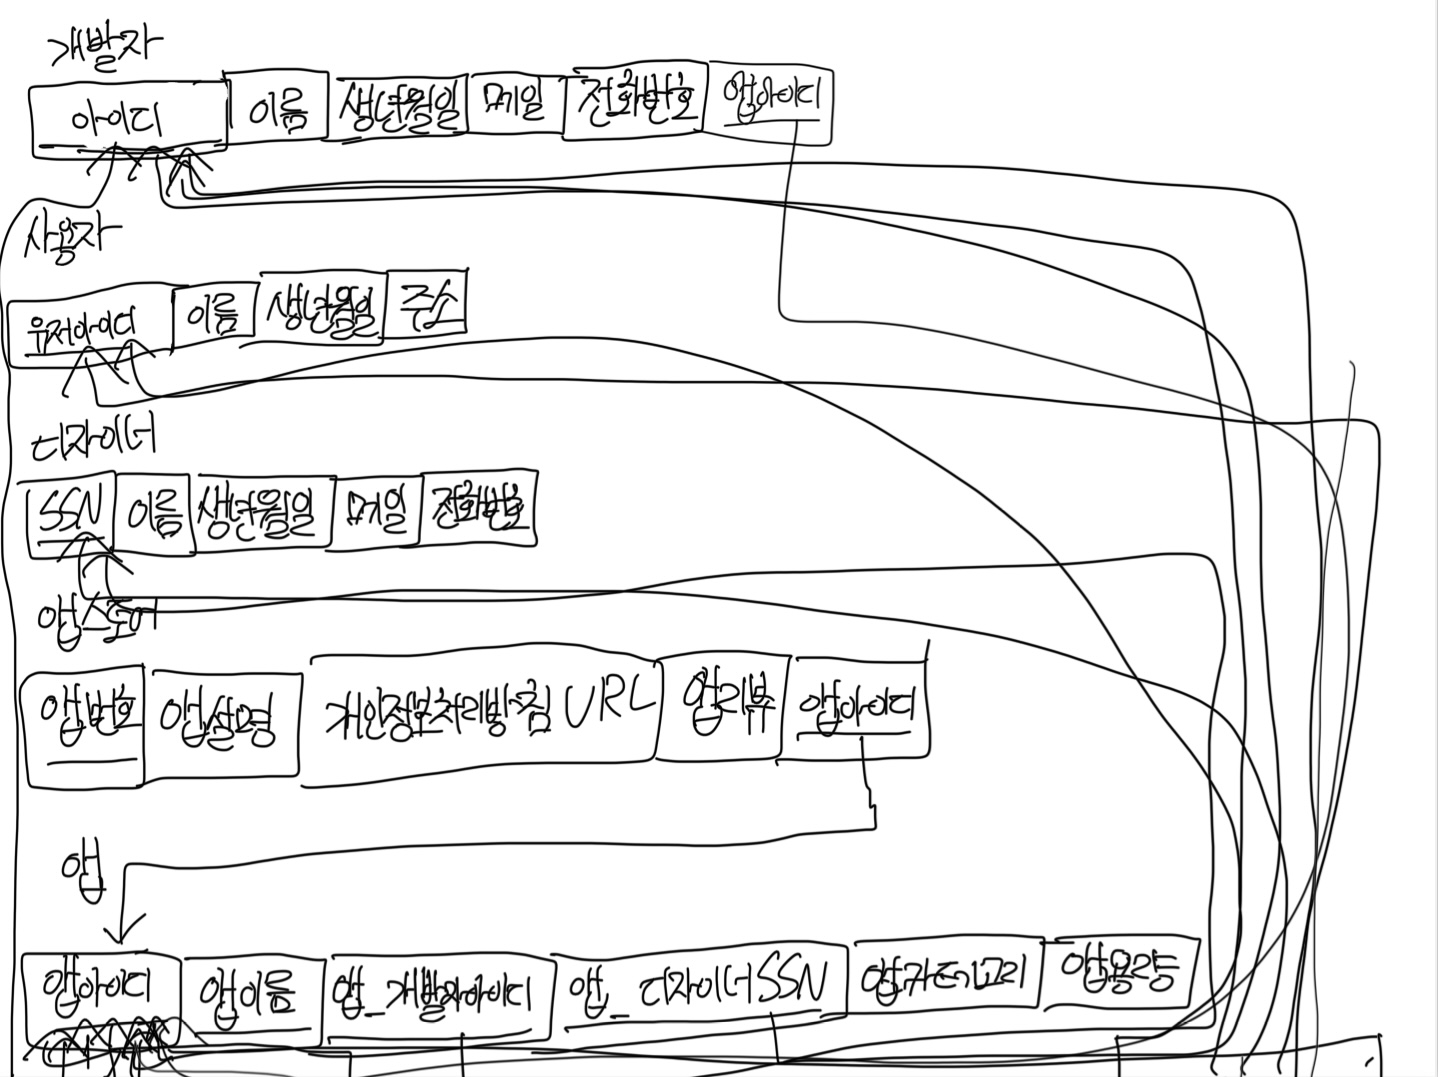 개발자
아이디 이름 생년월일 메일 전화번호 앱아이디
사용자
유저아이디 이름 생년월일 주소
디자이너
SSN 이름 생년월일 메일 전화번호
앱스토어
앱번호 앱설명 개인정보처리방침 URL 앱리뷰 앱아이디
앱
앱아이디 앱이름 앱_개발자아이디 앱_디자이너SSN 앱카테고리 앱용량